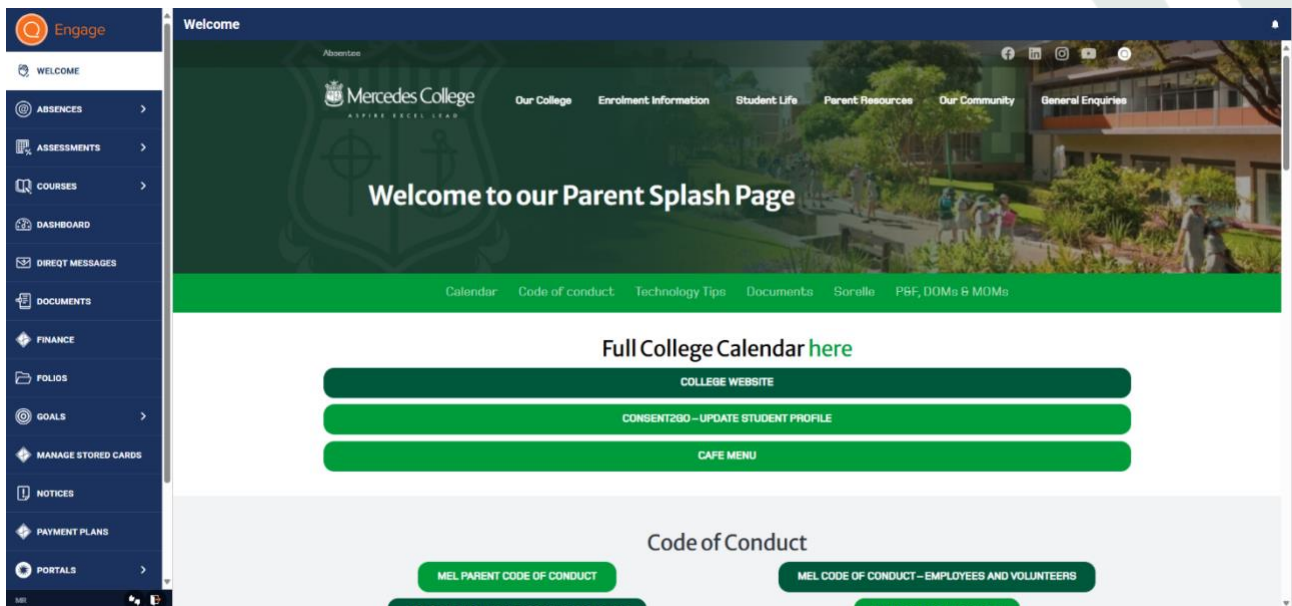 Engage
Welcome
WELCOME
ABSENCES
ASSESSMENTS
COURSES
DASHBOARD
DIREQT MESSAGES
DOCUMENTS
FINANCE
FOLIOS
GOALS
MANAGE STORED CARDS
NOTICES
PAYMENT PLANS
PORTALS
MR
Absentee
Mercedes College
ASPIRE EXCEL LEAD
Our College Enrolment Information Student Life Parent Resources Our Community General Enquiries
Welcome to our Parent Splash Page
Calendar Code of conduct Technology Tips Documents Sorelle P&F, DOMs & MOMs
Full College Calendar here
COLLEGE WEBSITE
CONSENT2GO – UPDATE STUDENT PROFILE
CAFE MENU
Code of Conduct
MEL PARENT CODE OF CONDUCT MEL CODE OF CONDUCT – EMPLOYEES AND VOLUNTEERS